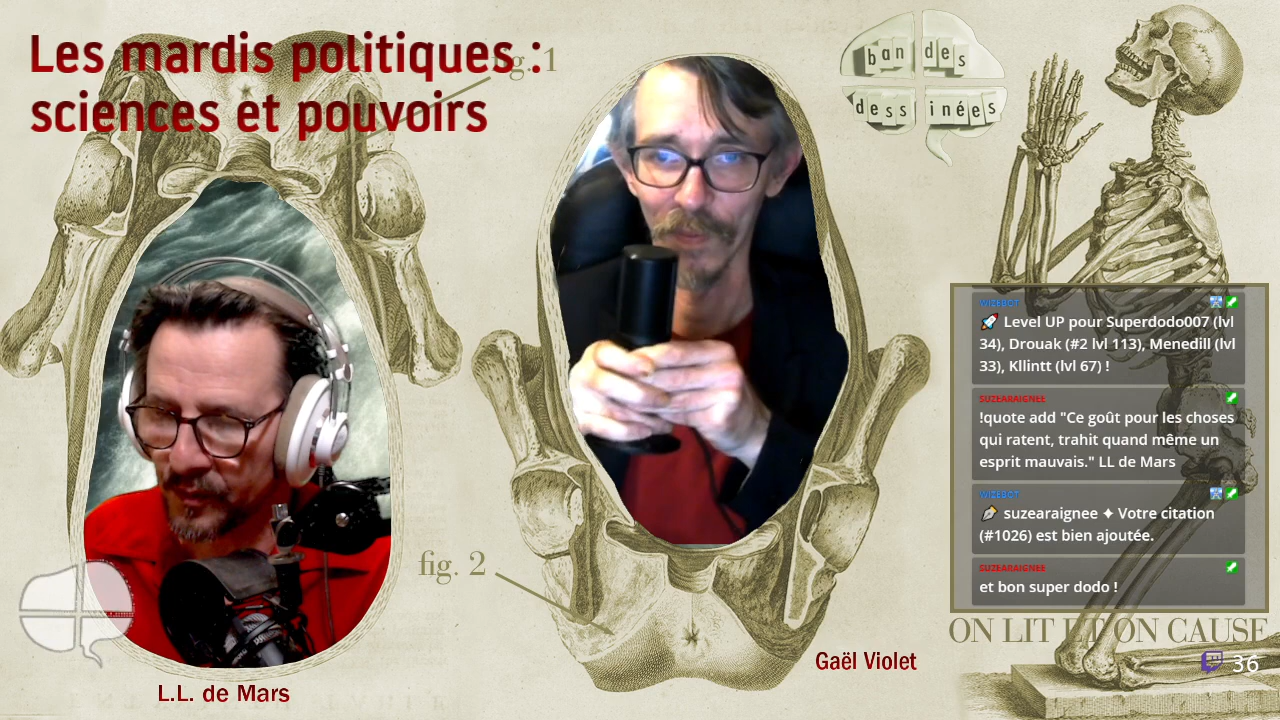 Les mardis politiques :
sciences et pouvoirs
fig. 1
ban des
dess inées
WIZEBOT
Level UP pour Superdodo007 (lvl
34), Drouak (#2 lvl 113), Menedill (lvl
33), Kllintt (lvl 67) !
SUZEARAIGNEE
!quote add "Ce goût pour les choses
qui ratent, trahit quand même un
esprit mauvais." LL de Mars
WIZEBOT
suzearaignee ✦ Votre citation
(#1026) est bien ajoutée.
SUZEARAIGNEE
et bon super dodo !
fig. 2
ON LIT ET ON CAUSE
36
Gaël Violet
L.L. de Mars